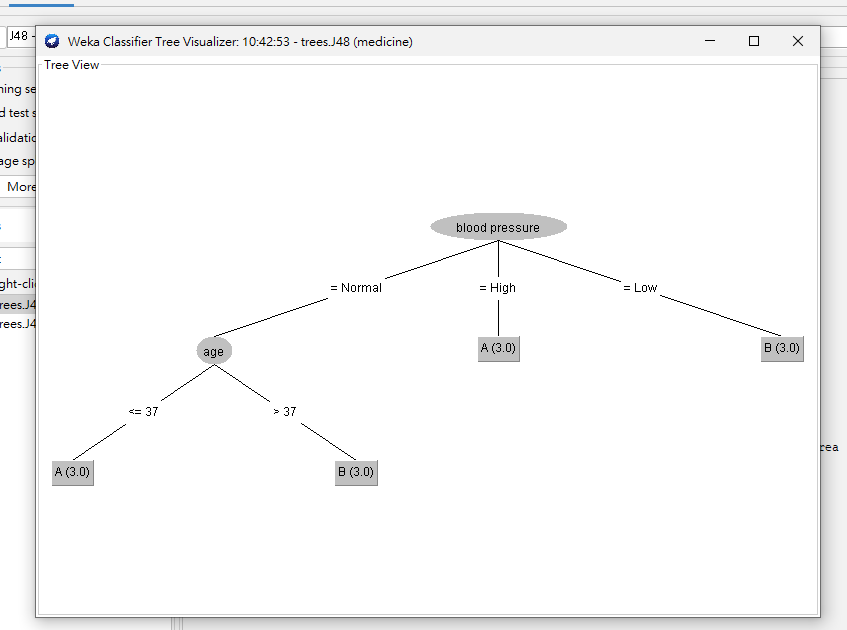 J48 -
Weka Classifier Tree Visualizer: 10:42:53 - trees.J48 (medicine)
Tree View
ning se
d test s
alidatic
age sp
More
ght-cli
rees.J4
rees.J4
blood pressure
= Normal
= High
= Low
age
A (3.0)
B (3.0)
<= 37
> 37
A (3.0)
B (3.0)
rea